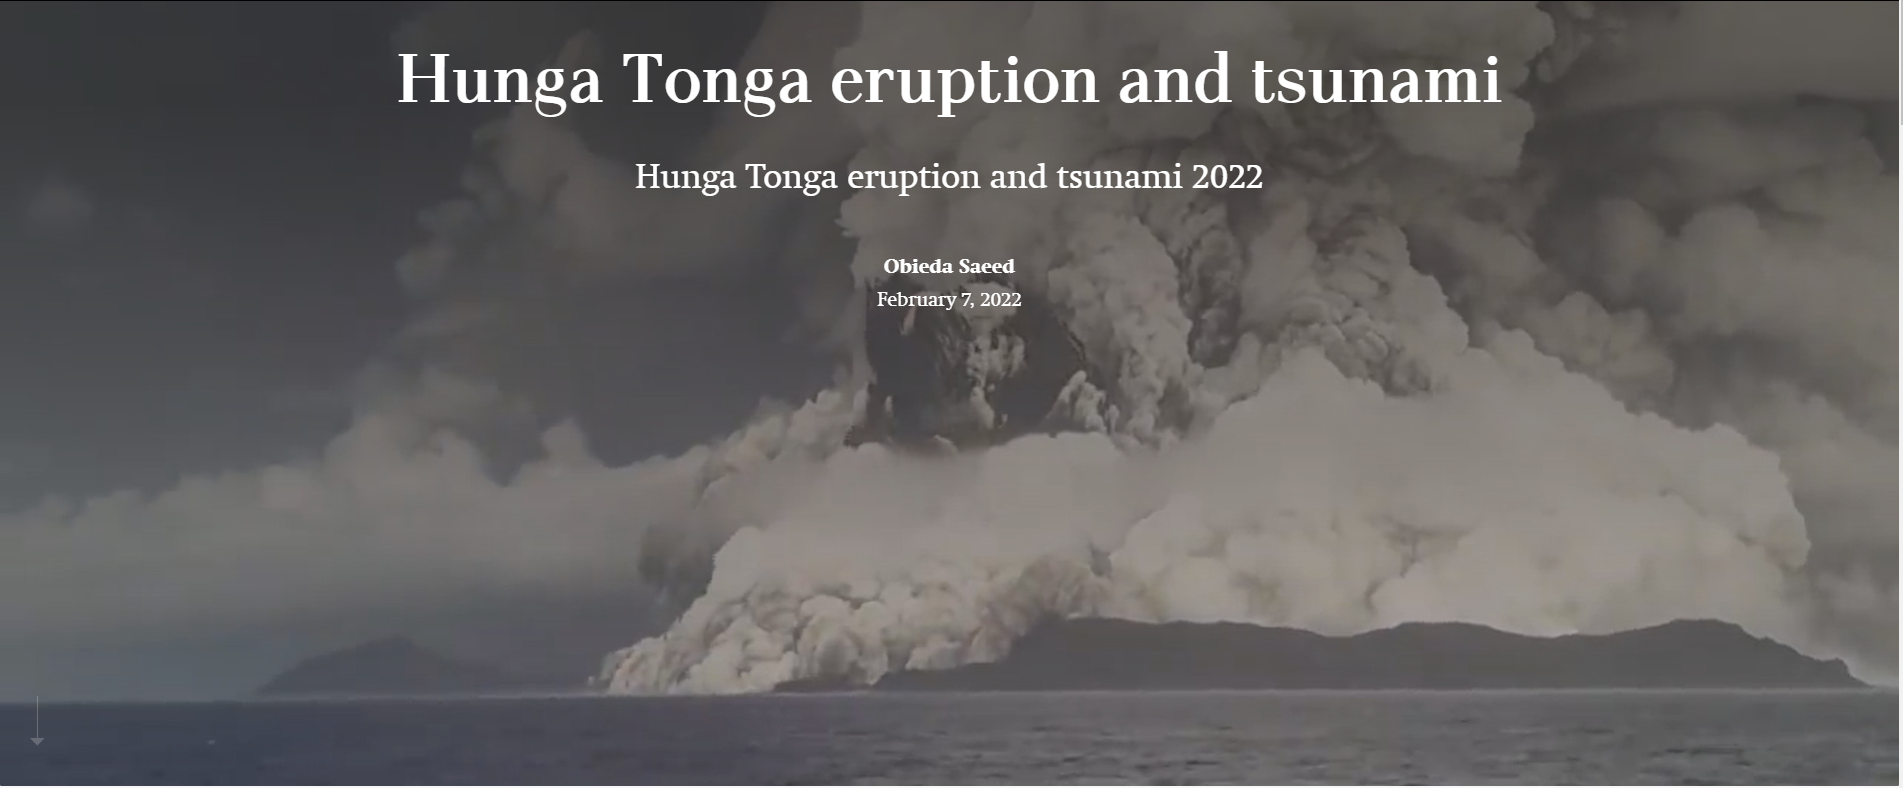 Hunga Tonga eruption and tsunami
Hunga Tonga eruption and tsunami 2022
Obieda Saeed
February 7, 2022